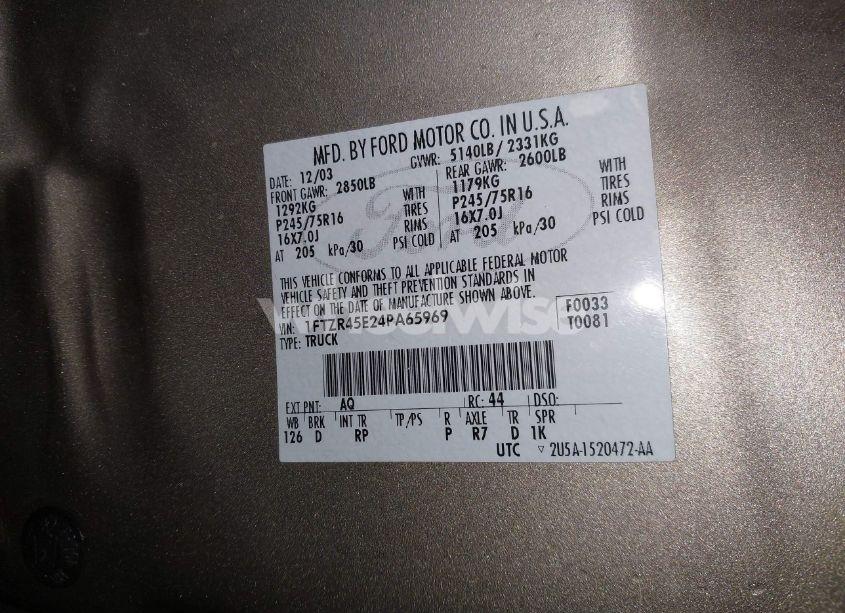 MFD. BY FORD MOTOR CO. IN U.S.A.
DATE: 12/03 GVWR: 5140LB/ 2331KG
FRONT GAWR: 2850LB REAR GAWR: 2600LB
1292KG WITH 1179KG WITH
P245/75R16 TIRES P245/75R16 TIRES
16X7.0J RIMS 16X7.0J RIMS
AT 205 kPa/30 PSI COLD AT 205 kPa/30 PSI COLD
THIS VEHICLE CONFORMS TO ALL APPLICABLE FEDERAL MOTOR
VEHICLE SAFETY AND THEFT PREVENTION STANDARDS IN
EFFECT ON THE DATE OF MANUFACTURE SHOWN ABOVE.
VIN: 1FTZR45E24PA65969 F0033
TYPE: TRUCK T0081
EXT PNT: AQ RC: 44 DSO:
WB BRK INT TR TP/PS R AXLE TR SPR
126 D RP P R7 D 1K
UTC ▽ 2U5A-1520472-AA